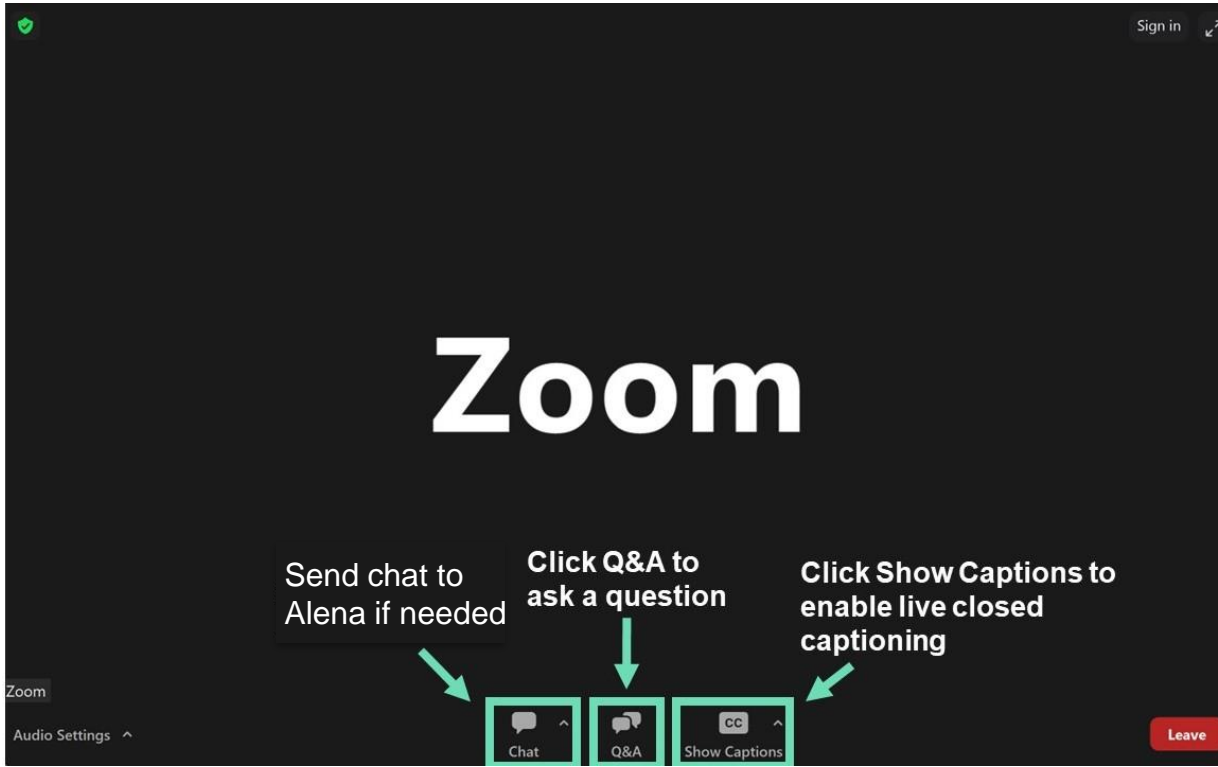 Sign in
Zoom
Send chat to
Alena if needed
Click Q&A to
ask a question
Click Show Captions to
enable live closed
captioning
Zoom
Audio Settings
Chat
Q&A
CC
Show Captions
Leave